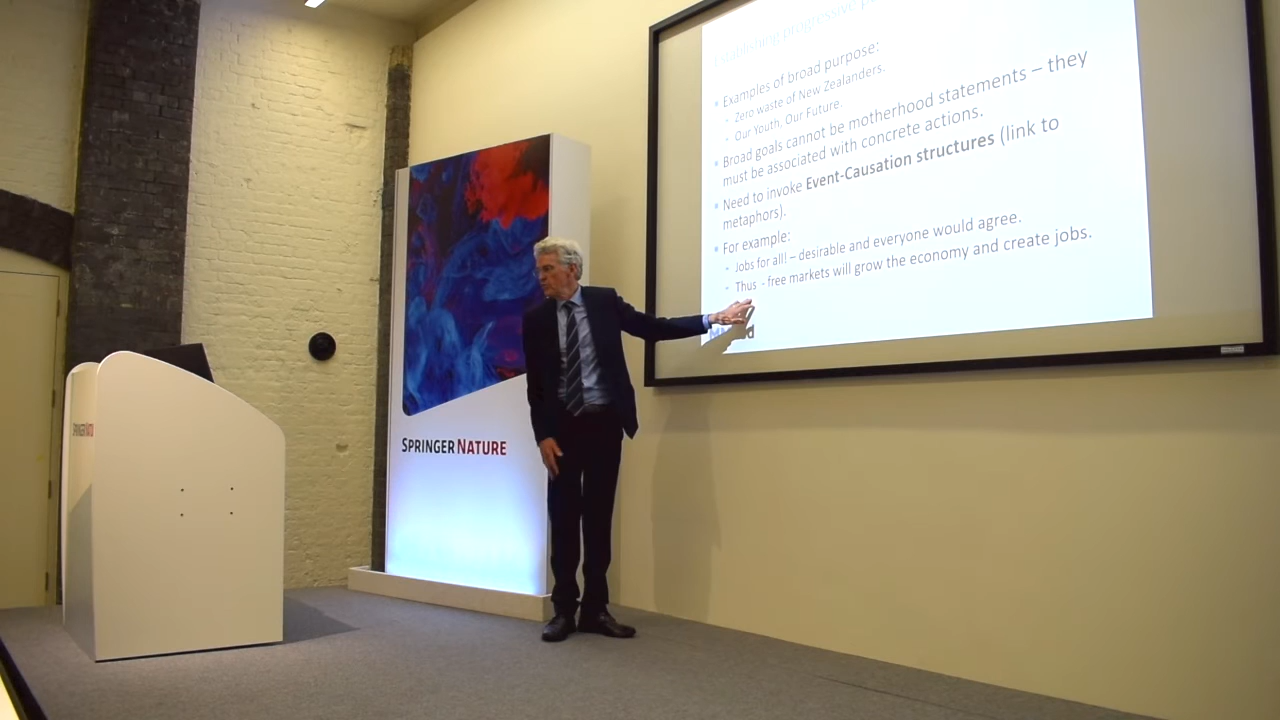 Establishing progressive
Examples of broad purpose:
Zero waste of New Zealanders.
Our Youth, Our Future.
Broad goals cannot be motherhood statements – they
must be associated with concrete actions.
Need to invoke Event-Causation structures (link to
metaphors).
For example:
Jobs for all! – desirable and everyone would agree.
Thus - free markets will grow the economy and create jobs.
SPRINGER NATURE